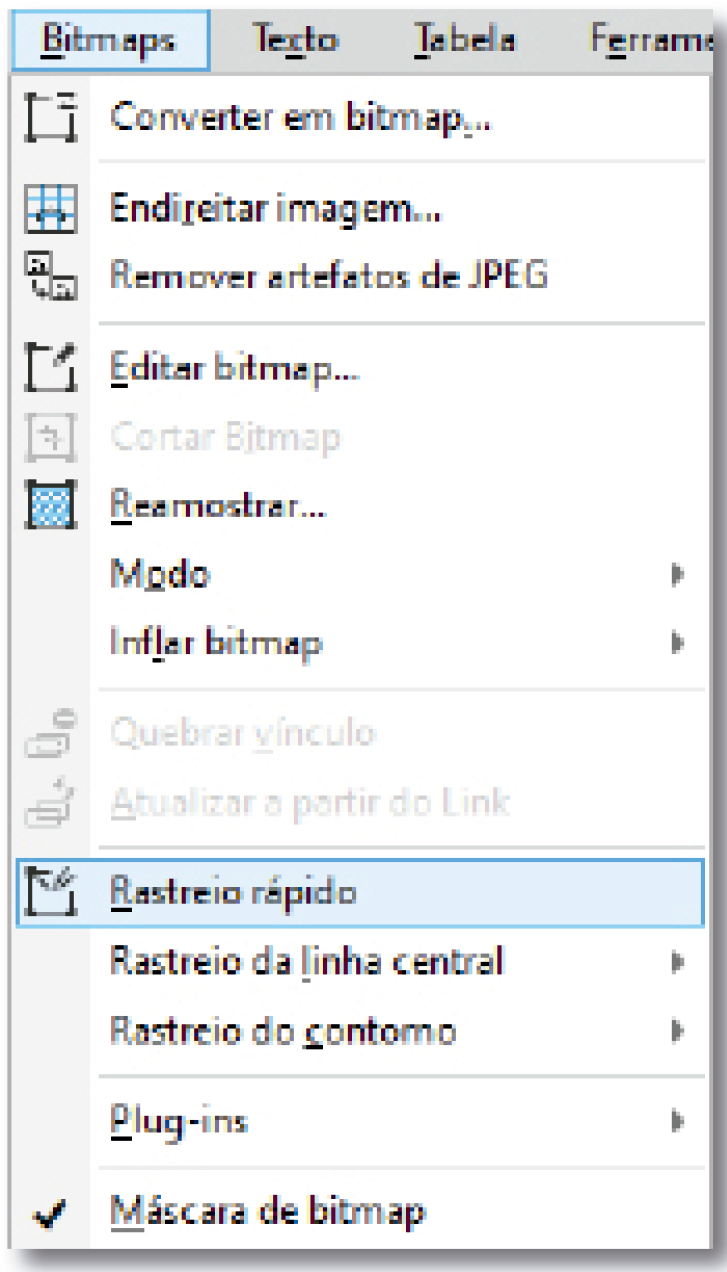 Bitmaps Texto Tabela Ferrame
Converter em bitmap...
Endireitar imagem...
Remover artefatos de JPEG
Editar bitmap...
Cortar Bitmap
Reamostrar...
Modo
Inflar bitmap
Quebrar vínculo
Atualizar a partir do Link
Rastreio rápido
Rastreio da linha central
Rastreio do contorno
Plug-ins
Máscara de bitmap